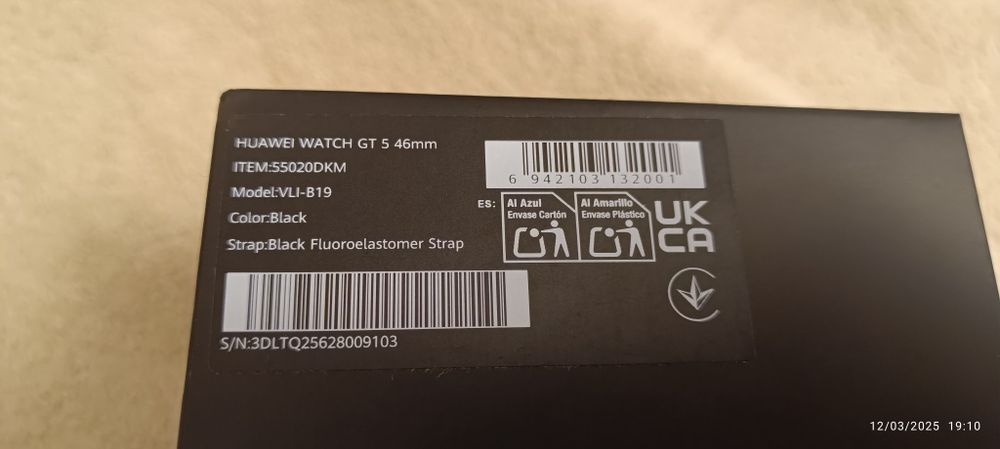 HUAWEI WATCH GT 5 46mm
ITEM:55020DKM
Model:VLI-B19
Color:Black
Strap:Black Fluoroelastomer Strap
S/N:3DLTQ25628009103
6 942103 132001
ES:
Al Azul
Envase Cartón
Al Amarillo
Envase Plástico
UK
CA
12/03/2025 19:10